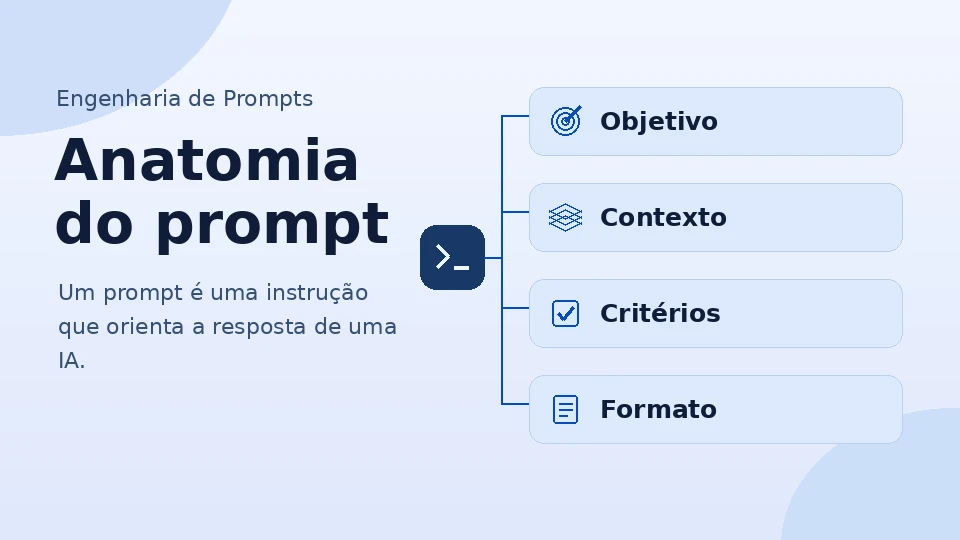 Engenharia de Prompts
Anatomia
do prompt
Um prompt é uma instrução
que orienta a resposta de uma
IA.
Objetivo
Contexto
Critérios
Formato